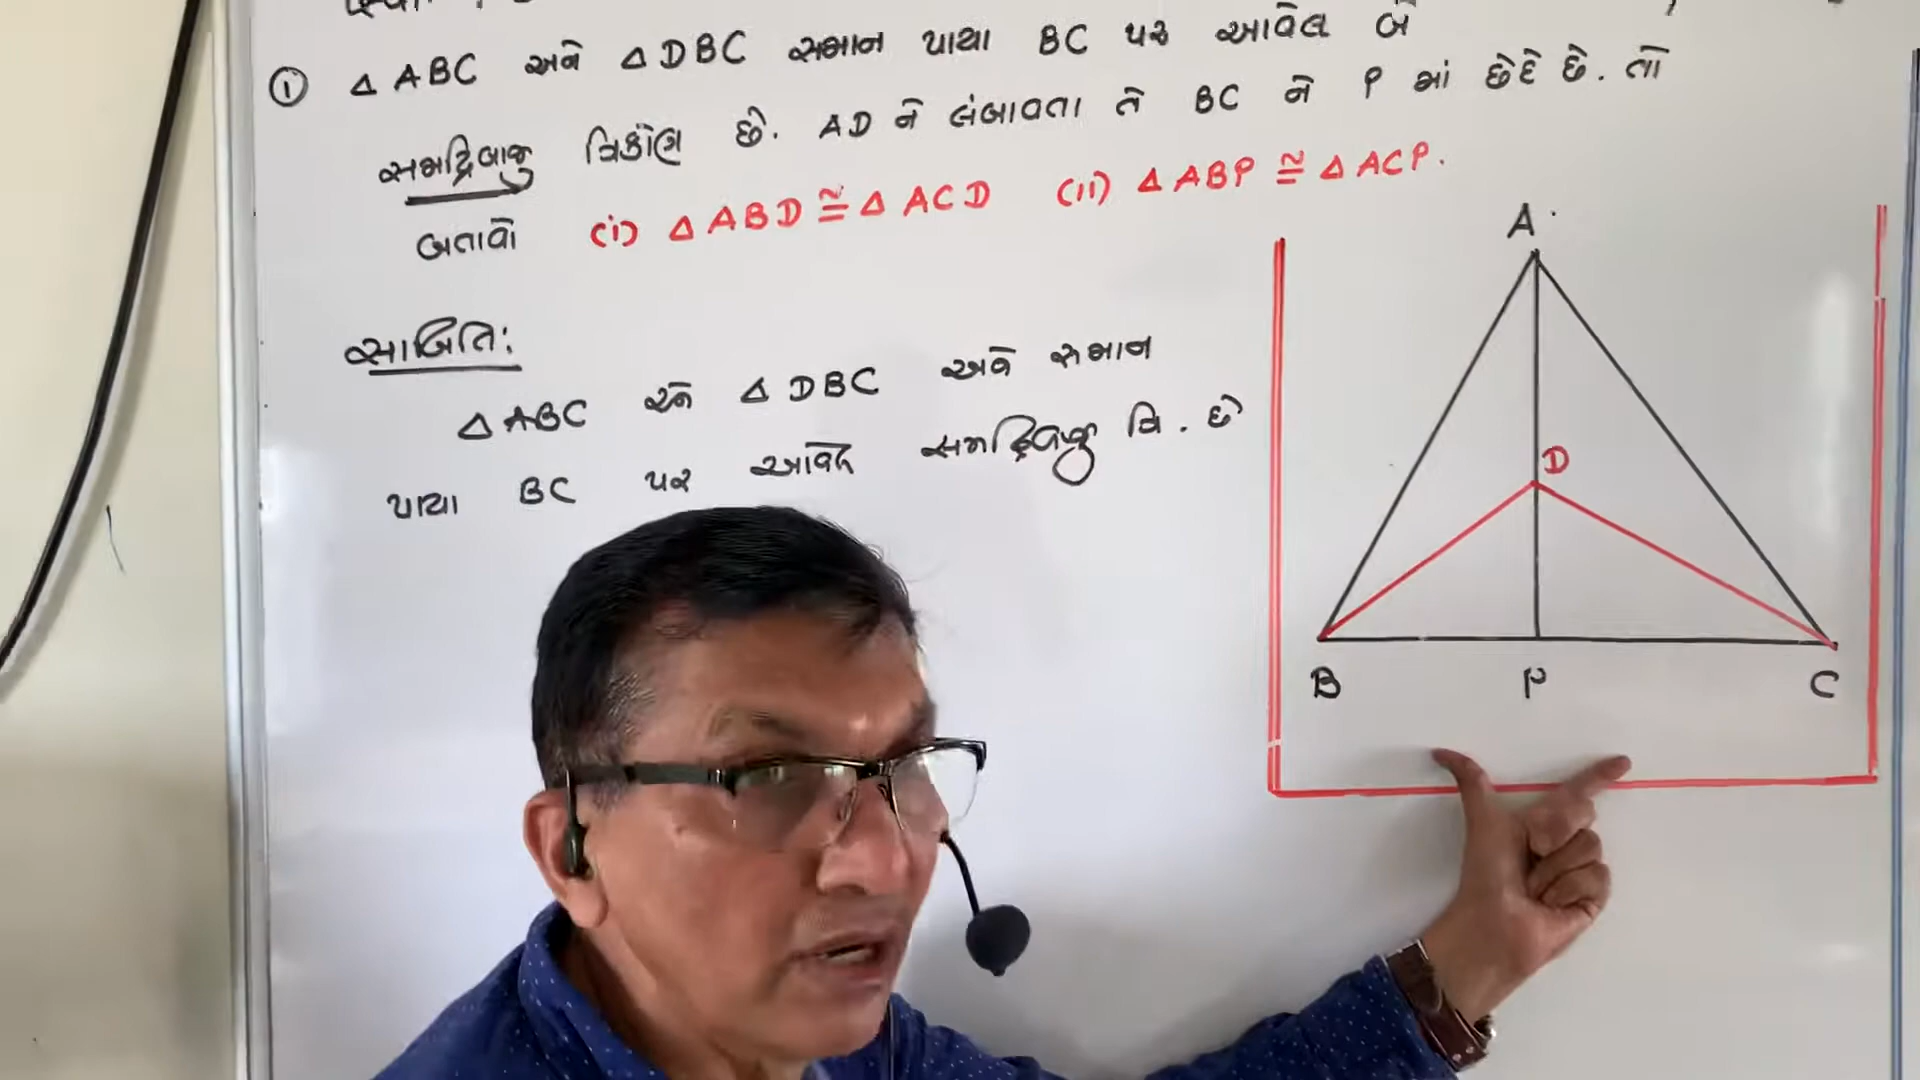 ① △ ABC અને △ DBC સમાન પાયા BC પર આવેલ બે
સમદ્વિબાજુ ત્રિકોણ છે. AD ને લંબાવતા તે BC ને P માં છેદે છે. તો
બતાવો (i) △ ABD ≅ △ ACD (ii) △ ABP ≅ △ ACP.
સાબિતિ:
△ ABC અને △ DBC અને સમાન
પાયા BC પર આવેલ સમદ્વિબાજુ ત્રિ. છે
A
D
B P C